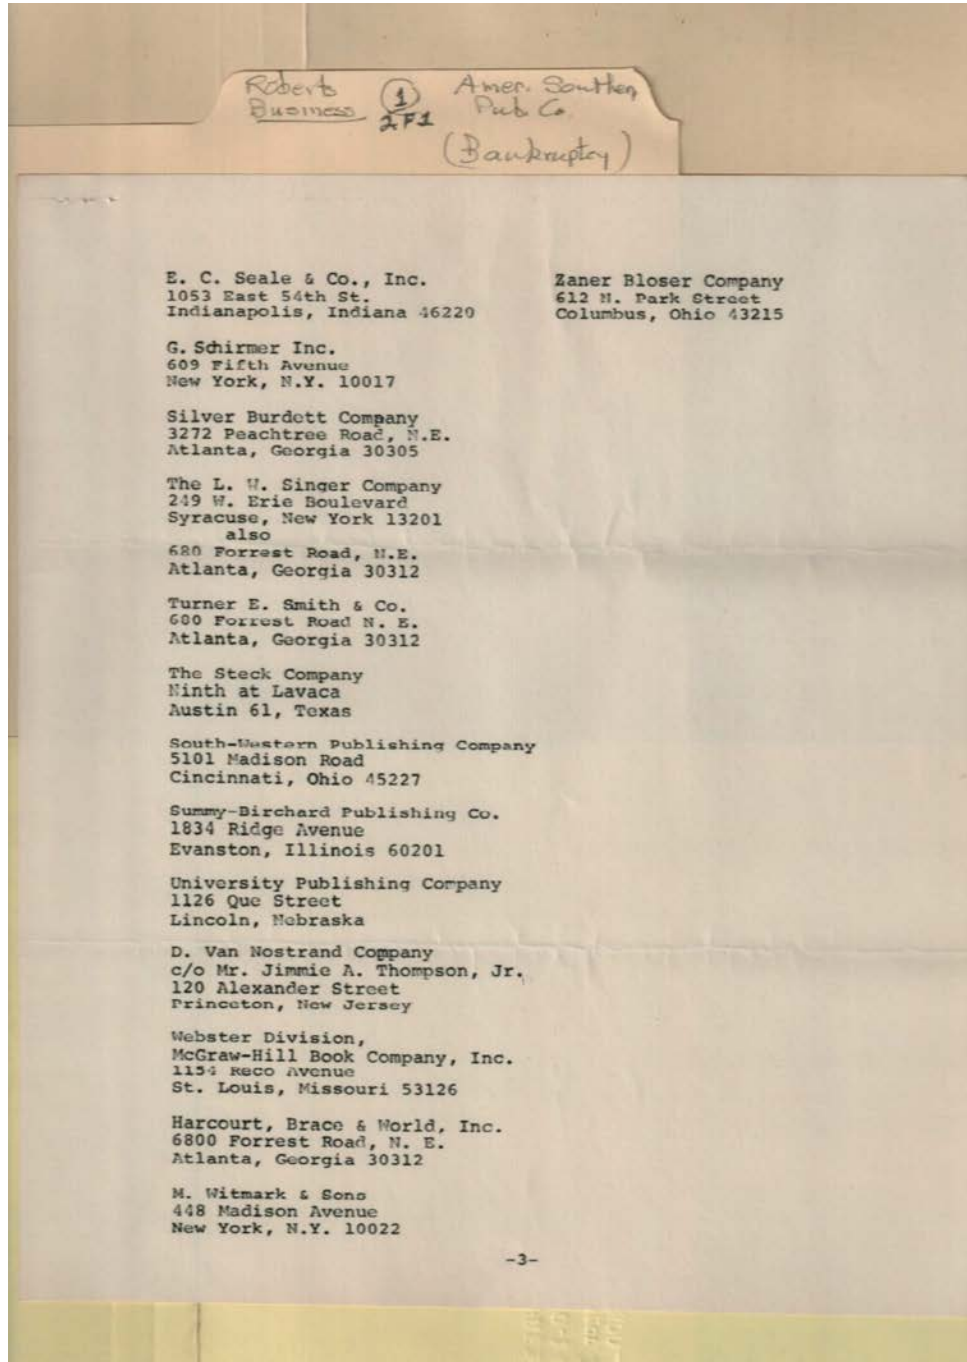 Roberts
Business
1
2F1
Amer. Southern
Pub. Co.
(Bankruptcy)
E. C. Seale & Co., Inc.
1053 East 54th St.
Indianapolis, Indiana 46220
G. Schirmer Inc.
609 Fifth Avenue
New York, N.Y. 10017
Silver Burdett Company
3272 Peachtree Road, N.E.
Atlanta, Georgia 30305
The L. W. Singer Company
249 W. Erie Boulevard
Syracuse, New York 13201
also
680 Forrest Road, N.E.
Atlanta, Georgia 30312
Turner E. Smith & Co.
680 Forrest Road N. E.
Atlanta, Georgia 30312
The Steck Company
Ninth at Lavaca
Austin 61, Texas
South-Western Publishing Company
5101 Madison Road
Cincinnati, Ohio 45227
Summy-Birchard Publishing Co.
1834 Ridge Avenue
Evanston, Illinois 60201
University Publishing Company
1126 Que Street
Lincoln, Nebraska
D. Van Nostrand Company
c/o Mr. Jimmie A. Thompson, Jr.
120 Alexander Street
Princeton, New Jersey
Webster Division,
McGraw-Hill Book Company, Inc.
1154 Reco Avenue
St. Louis, Missouri 53126
Harcourt, Brace & World, Inc.
6800 Forrest Road, N. E.
Atlanta, Georgia 30312
M. Witmark & Sons
448 Madison Avenue
New York, N.Y. 10022
Zaner Bloser Company
612 N. Park Street
Columbus, Ohio 43215
-3-